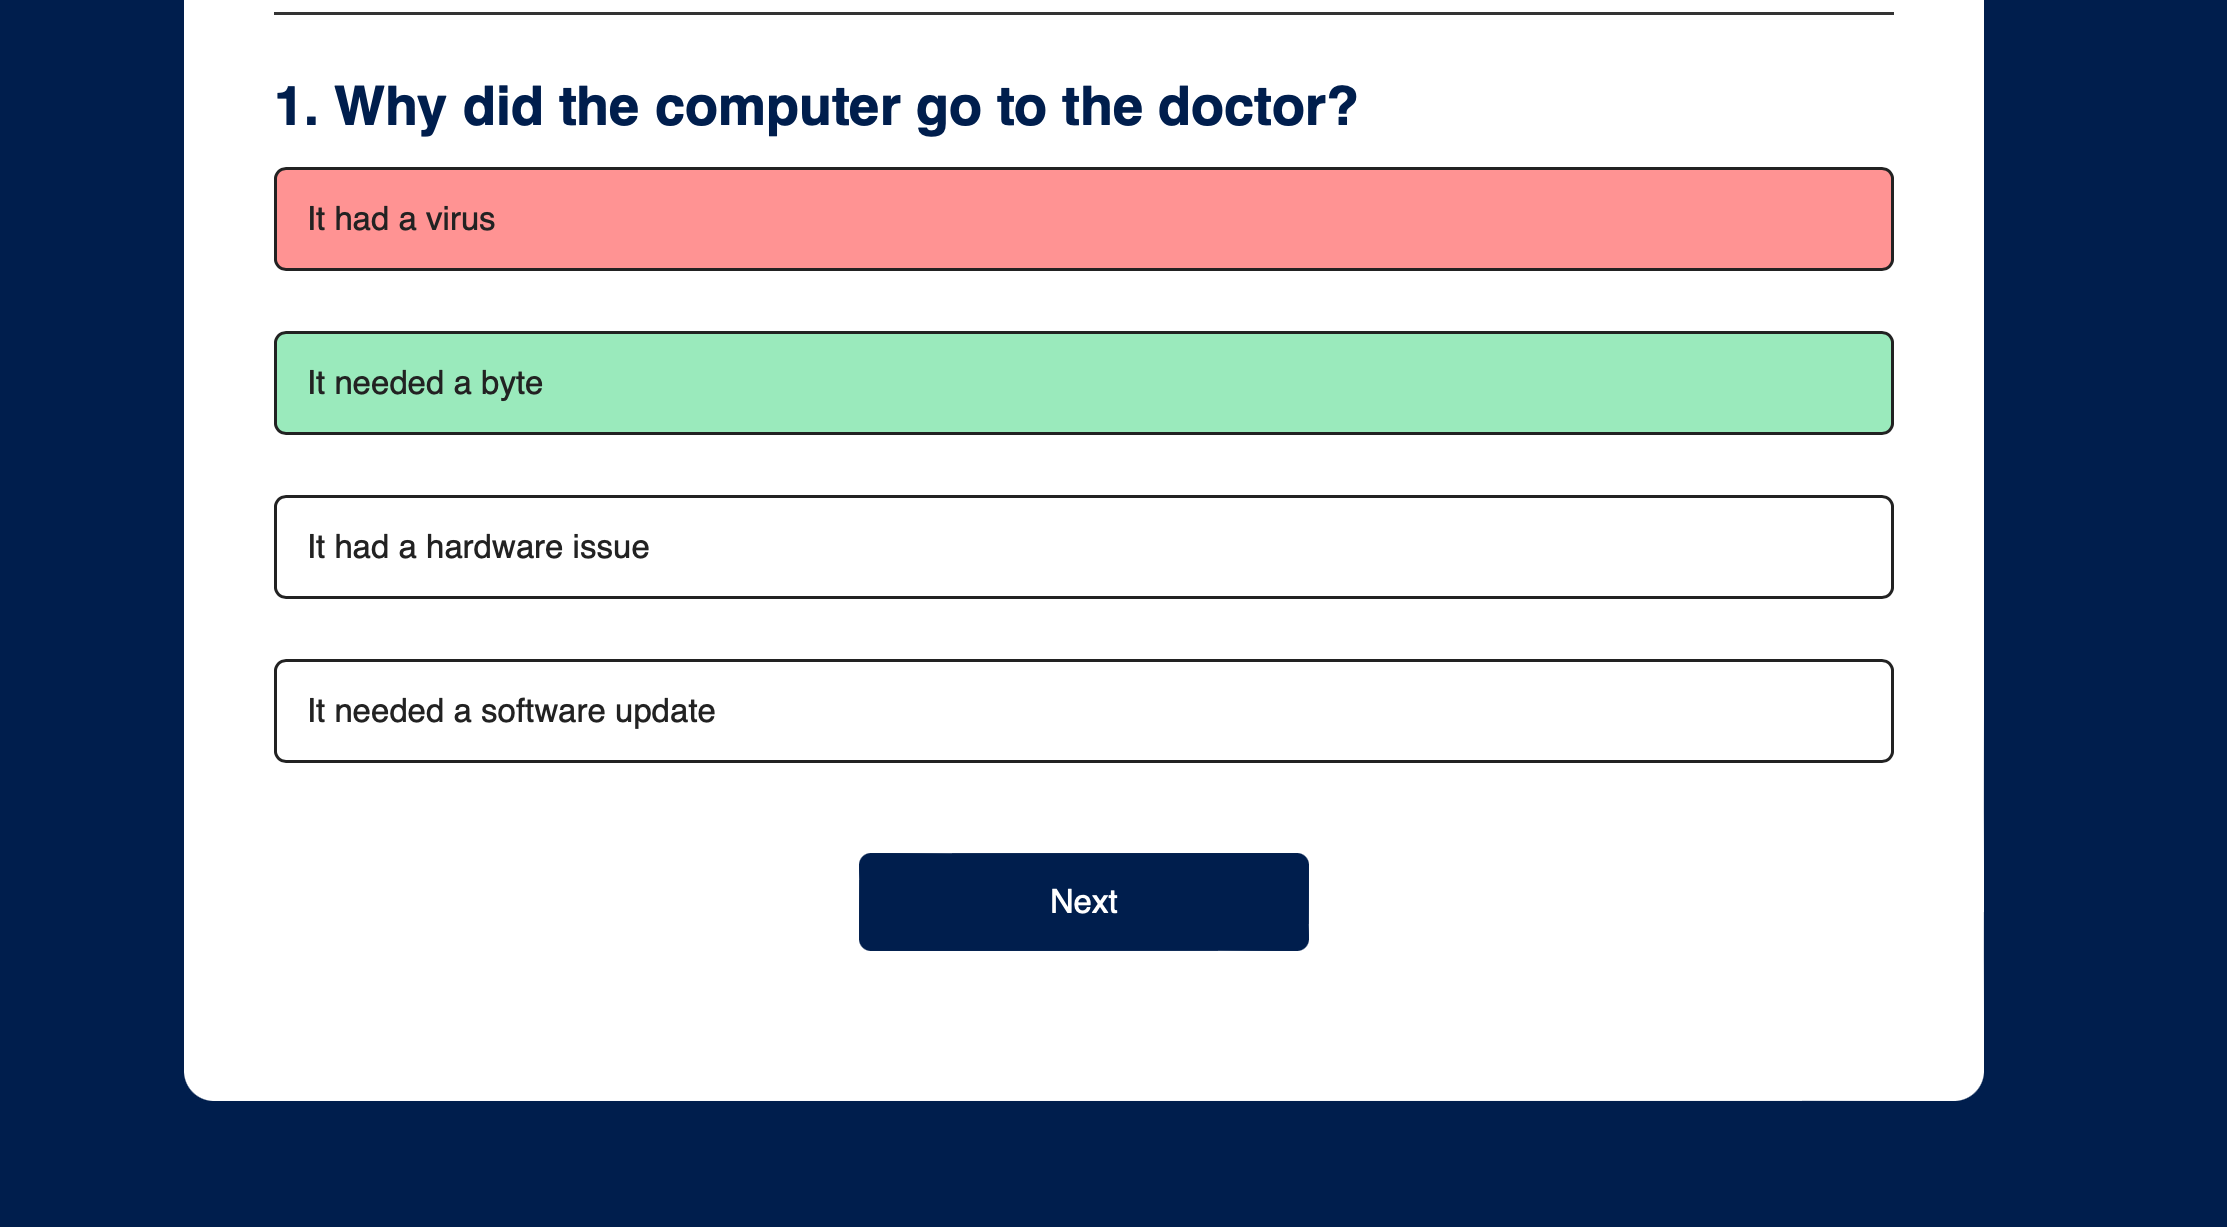 1. Why did the computer go to the doctor?
It had a virus
It needed a byte
It had a hardware issue
It needed a software update
Next